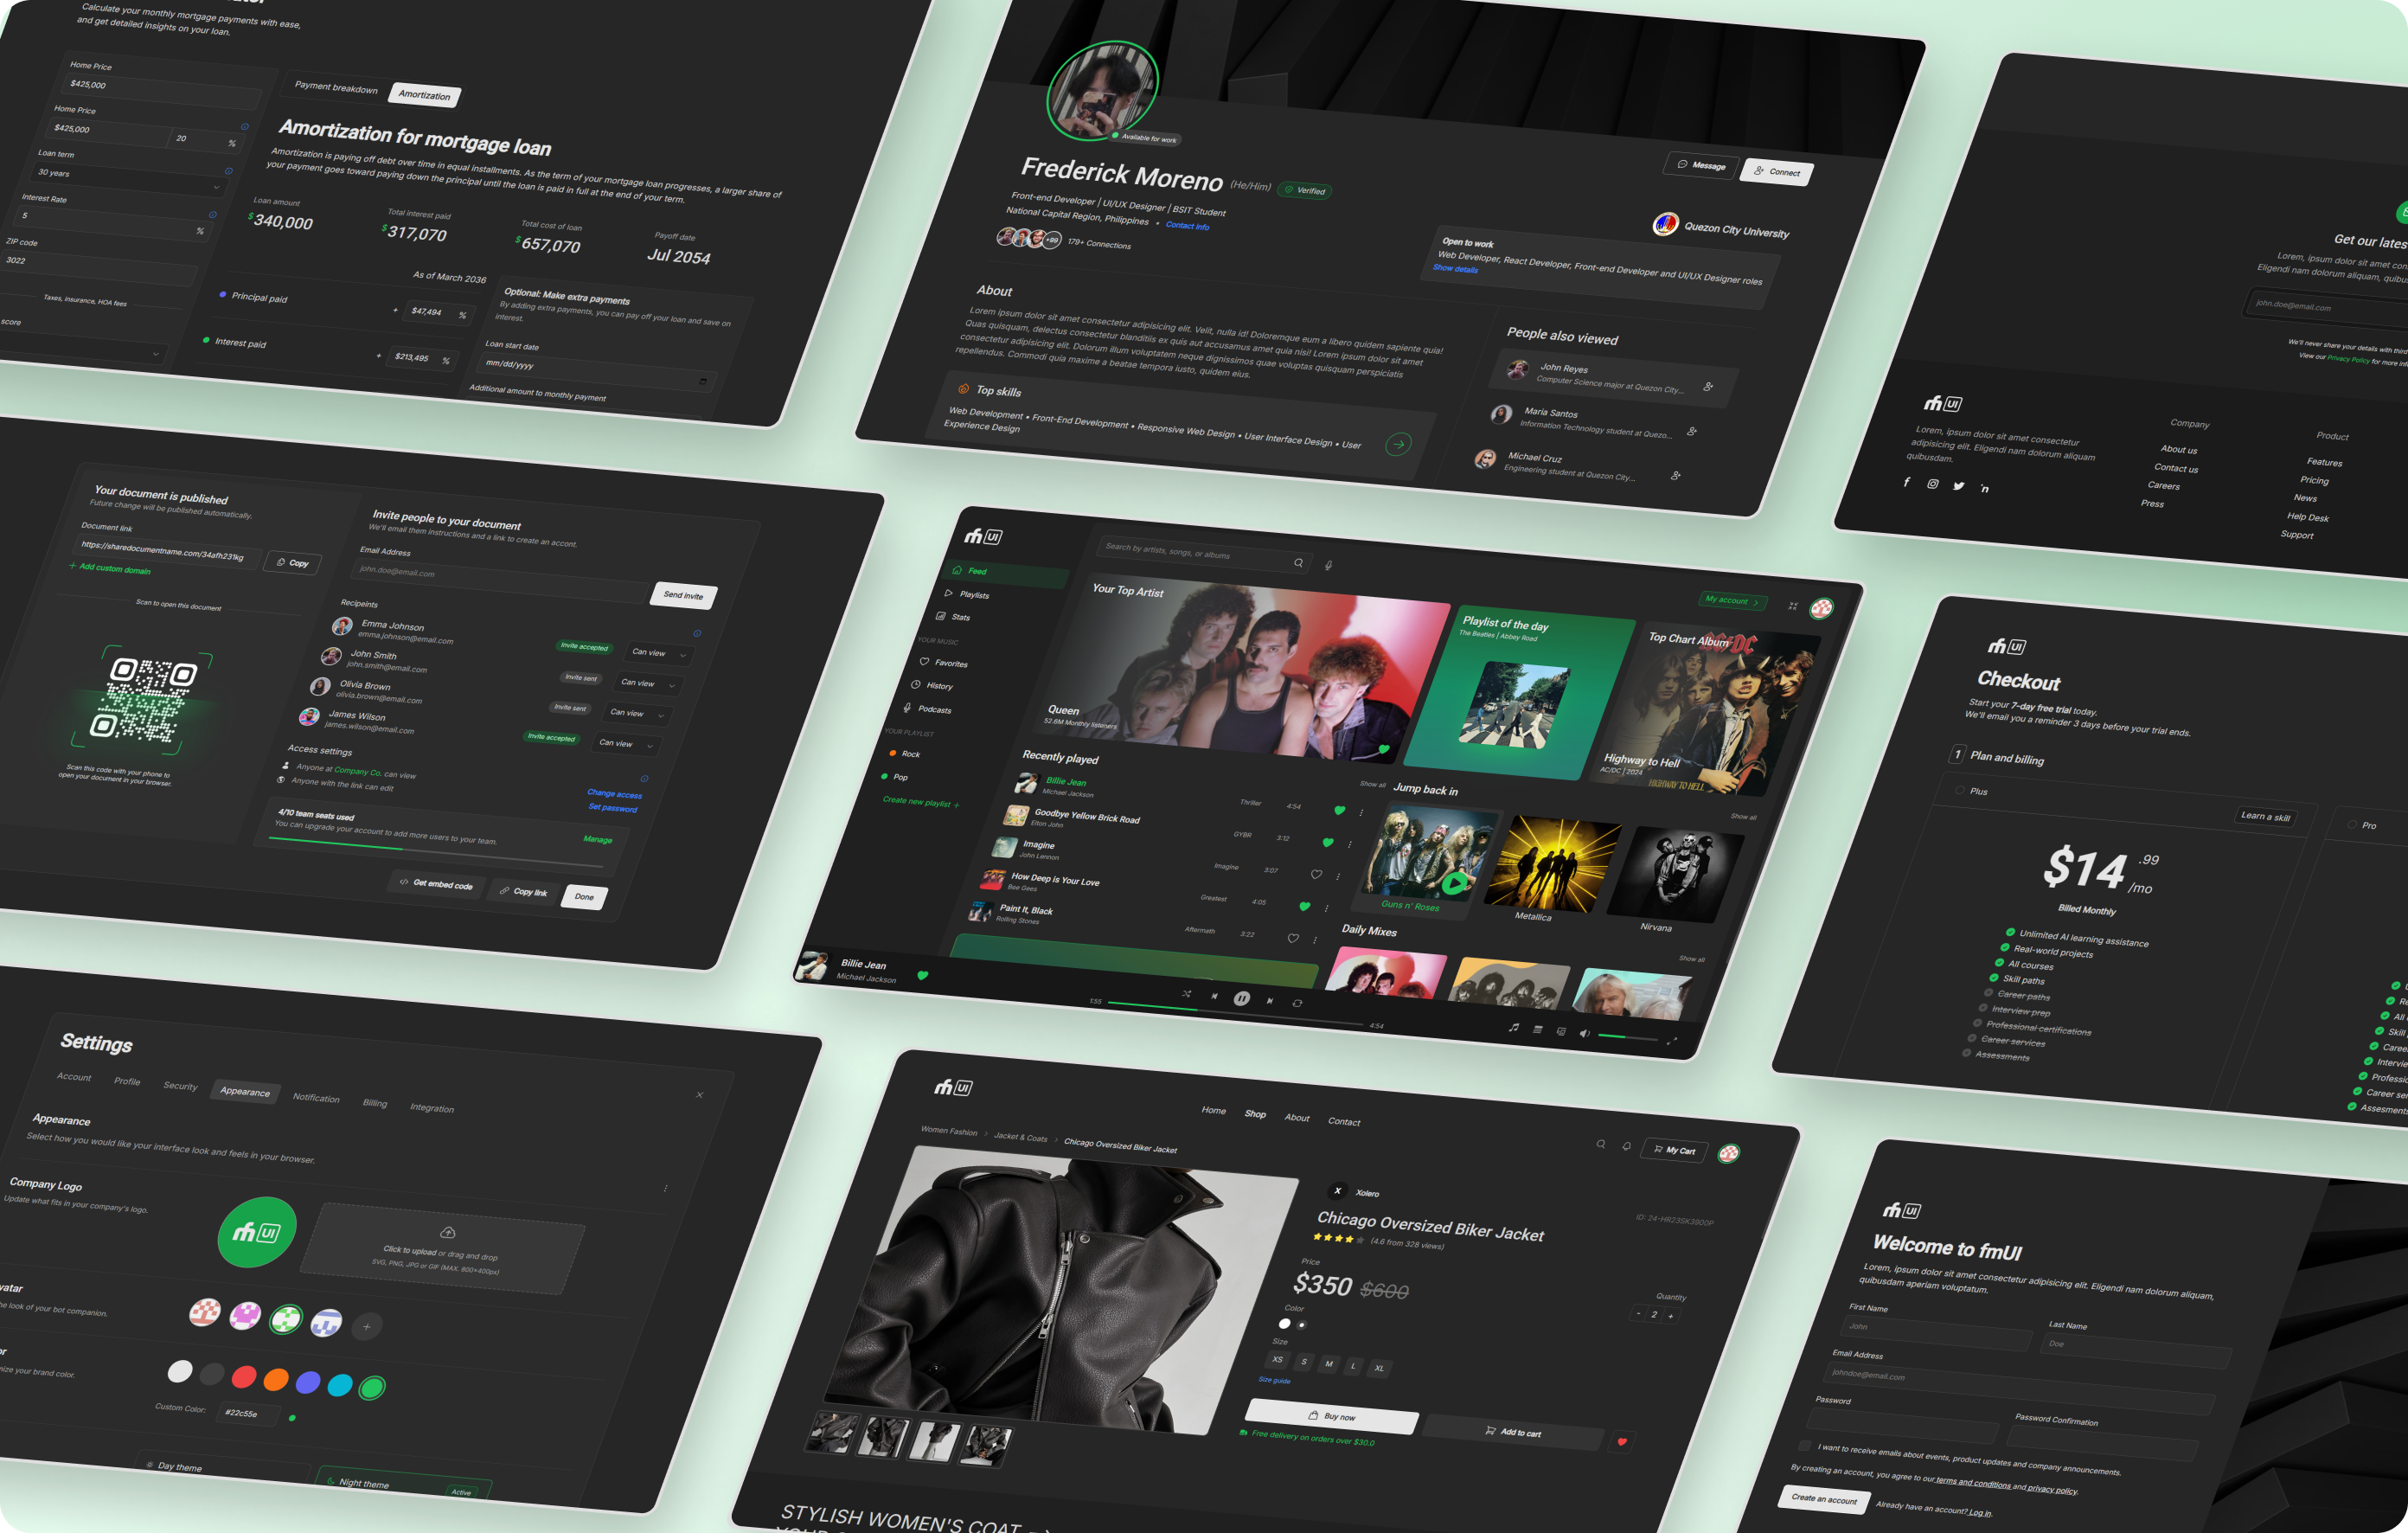 Calculate your monthly mortgage payments with ease,
and get detailed insights on your loan.
Home Price
$425,000
Home Price
$425,000 20 %
Loan term
30 years
Interest Rate
5 %
ZIP code
3022
Taxes, insurance, HOA fees
score
Payment breakdown Amortization
Amortization for mortgage loan
Amortization is paying off debt over time in equal installments. As the term of your mortgage loan progresses, a larger share of
your payment goes toward paying down the principal until the loan is paid in full at the end of your term.
Loan amount
$340,000
Total interest paid
$317,070
Total cost of loan
$657,070
Payoff date
Jul 2054
As of March 2036
Principal paid + $47,494 %
Interest paid + $213,495 %
Optional: Make extra payments
By adding extra payments, you can pay off your loan and save on
interest.
Loan start date
mm/dd/yyyy
Additional amount to monthly payment
Available for work
Frederick Moreno (He/Him) Verified
Front-end Developer | UI/UX Designer | BSIT Student
National Capital Region, Philippines • Contact Info
+99 179+ Connections
Message Connect
Quezon City University
Open to work
Web Developer, React Developer, Front-end Developer and UI/UX Designer roles
Show details
About
Lorem ipsum dolor sit amet consectetur adipisicing elit. Velit, nulla id! Doloremque eum a libero quidem sapiente quia!
Quas quisquam, delectus consectetur blanditiis ex quis aut accusamus amet quia nisi! Lorem ipsum dolor sit amet
consectetur adipisicing elit. Dolorum illum voluptatem neque dignissimos quae voluptas quisquam perspiciatis
repellendus. Commodi quia maxime a beatae tempora iusto, quidem eius.
Top skills
Web Development • Front-End Development • Responsive Web Design • User Interface Design • User
Experience Design
People also viewed
John Reyes
Computer Science major at Quezon City...
Maria Santos
Information Technology student at Quezo...
Michael Cruz
Engineering student at Quezon City...
Get our lates
Lorem, ipsum dolor sit amet con
Eligendi nam dolorum aliquam, quibus
john.doe@email.com
We'll never share your details with third
View our Privacy Policy for more inf
fm UI
Lorem, ipsum dolor sit amet consectetur
adipisicing elit. Eligendi nam dolorum aliquam
quibusdam.
Company
About us
Contact us
Careers
Press
Product
Features
Pricing
News
Help Desk
Support
Your document is published
Future change will be published automatically.
Document link
https://sharedocumentname.com/34afh231kg Copy
+ Add custom domain
Scan to open this document
Scan this code with your phone to
open your document in your browser.
Invite people to your document
We'll email them instructions and a link to create an accont.
Email Address
john.doe@email.com Send Invite
Recipeints
Emma Johnson
emma.johnson@email.com
Invite accepted Can view
John Smith
john.smith@email.com
Invite sent Can view
Olivia Brown
olivia.brown@email.com
Invite sent Can view
James Wilson
james.wilson@email.com
Invite accepted Can view
Access settings
Anyone at Company Co. can view
Anyone with the link can edit
Change access
Set password
4/10 team seats used
You can upgrade your account to add more users to your team.
Manage
Get embed code Copy link Done
fm UI
Feed
Playlists
Stats
YOUR MUSIC
Favorites
History
Podcasts
YOUR PLAYLIST
Rock
Pop
Create new playlist +
Search by artists, songs, or albums
My account >
Your Top Artist
Queen
52.6M Monthly listeners
Playlist of the day
The Beatles | Abbey Road
Top Chart Album
AC/DC
Highway to Hell
AC/DC | 2024
HIGHWAY TO HELL
Recently played Show all
Billie Jean
Michael Jackson
Thriller 4:54
Goodbye Yellow Brick Road
Elton John
GYBR 3:12
Imagine
John Lennon
Imagine 3:07
How Deep is Your Love
Bee Gees
Greatest 4:05
Paint It, Black
Rolling Stones
Aftermath 3:22
Jump back in Show all
Guns n' Roses
Metallica
Nirvana
Daily Mixes Show all
Billie Jean
Michael Jackson
1:55 4:54
fm UI
Checkout
Start your 7-day free trial today.
We'll email you a reminder 3 days before your trial ends.
1 Plan and billing
Plus Learn a skill
$14 .99 /mo
Billed Monthly
Unlimited AI learning assistance
Real-world projects
All courses
Skill paths
Career paths
Interview prep
Professional certifications
Career services
Assessments
Pro
U
Re
All
Skill
Caree
Intervie
Professio
Career ser
Assesments
Settings
Account Profile Security Appearance Notification Billing Integration
Appearance
Select how you would like your interface look and feels in your browser.
Company Logo
Update what fits in your company's logo.
fm UI
Click to upload or drag and drop
SVG, PNG, JPG or GIF (MAX. 800x400px)
vatar
he look of your bot companion.
or
mize your brand color.
Custom Color: #22c55e
Day theme
Night theme Active
fm UI
Home Shop About Contact
My Cart
Women Fashion > Jacket & Coats > Chicago Oversized Biker Jacket
X Xolero
ID: 24-HR23SK3900P
Chicago Oversized Biker Jacket
(4.6 from 328 views)
Price
$350 $600
Color
Quantity
- 2 +
Size
XS S M L XL
Size guide
Buy now Add to cart
Free delivery on orders over $30.0
STYLISH WOMEN'S COAT
fm UI
Welcome to fmUI
Lorem, ipsum dolor sit amet consectetur adipisicing elit. Eligendi nam dolorum aliquam,
quibusdam aperiam voluptatum.
First Name
John
Last Name
Doe
Email Address
johndoe@email.com
Password
Password Confirmation
I want to receive emails about events, product updates and company announcements.
By creating an account, you agree to our terms and conditions and privacy policy.
Create an account Already have an account? Log in.